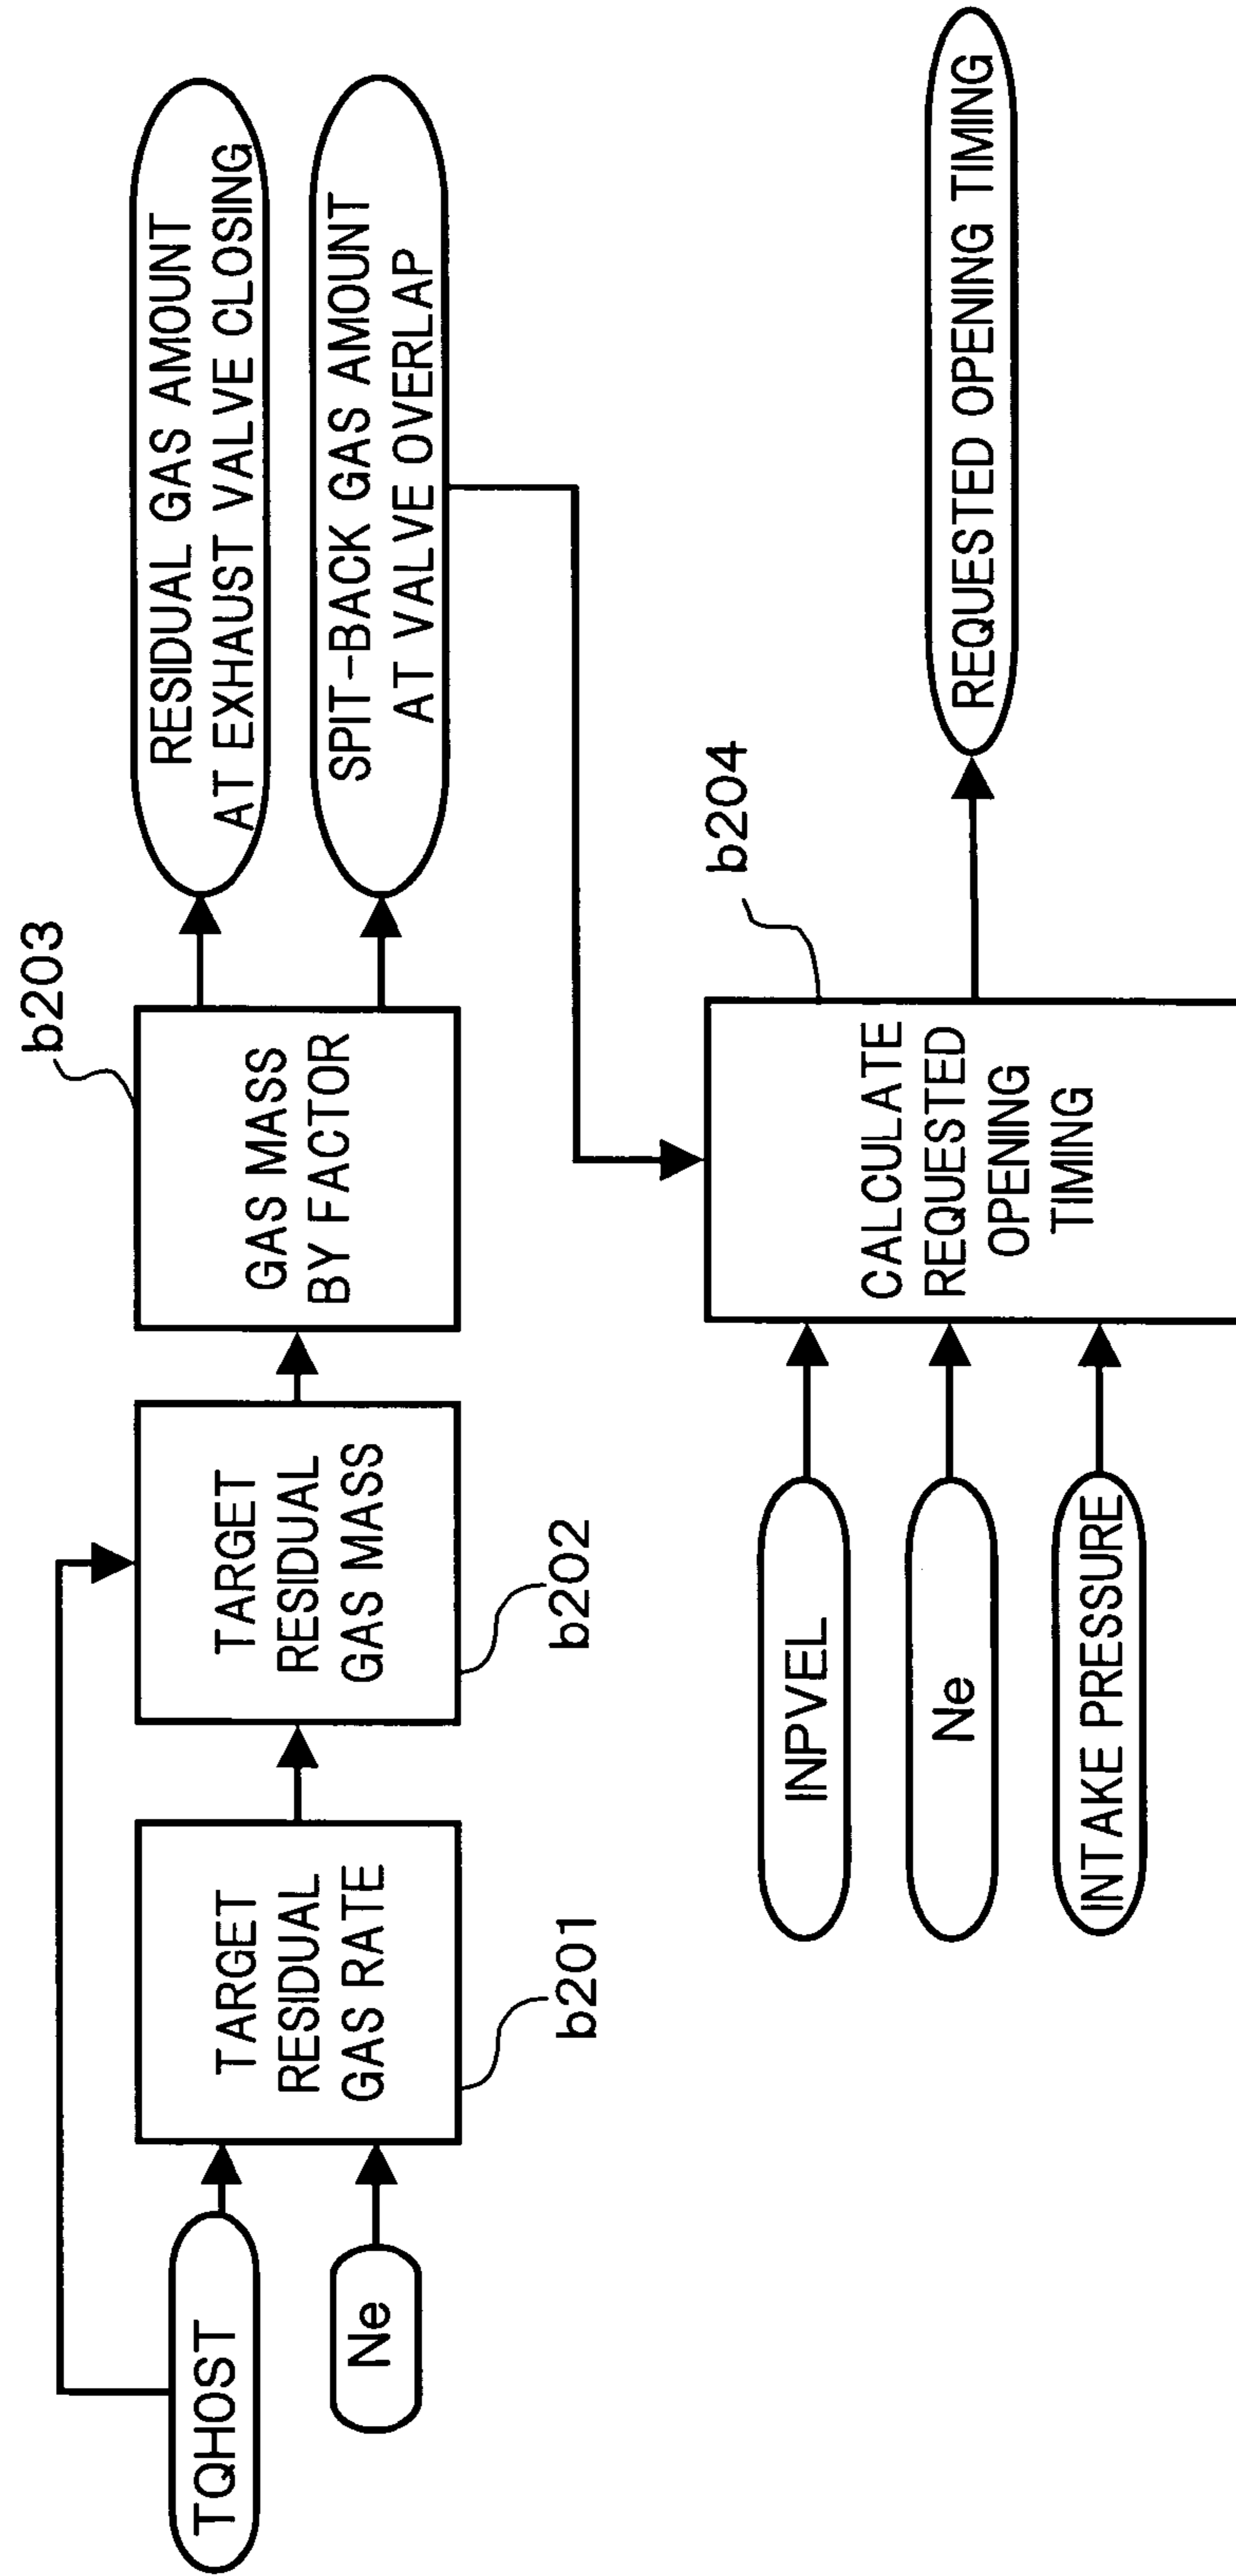 TQHOST
Ne
TARGET
RESIDUAL
GAS RATE
b201
TARGET
RESIDUAL
GAS MASS
b202
GAS MASS
BY FACTOR
b203
RESIDUAL GAS AMOUNT
AT EXHAUST VALVE CLOSING
SPIT-BACK GAS AMOUNT
AT VALVE OVERLAP
INPVEL
Ne
INTAKE PRESSURE
CALCULATE
REQUESTED
OPENING
TIMING
b204
REQUESTED OPENING TIMING